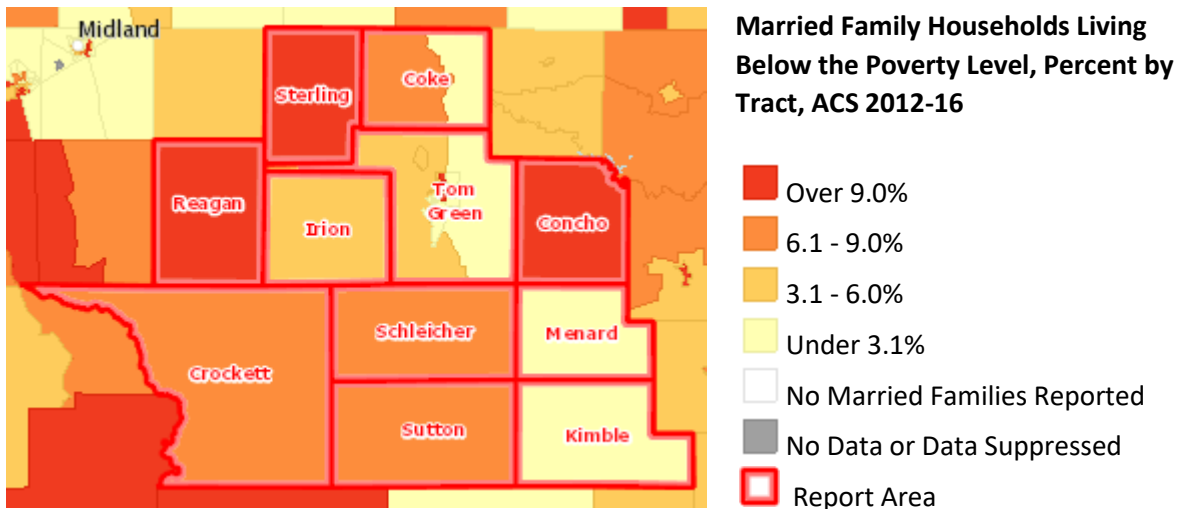 Midland
Sterling
Coke
Reagan
Irion
Tom
Green
Concho
Crockett
Schleicher
Menard
Sutton
Kimble
Married Family Households Living
Below the Poverty Level, Percent by
Tract, ACS 2012-16
Over 9.0%
6.1 - 9.0%
3.1 - 6.0%
Under 3.1%
No Married Families Reported
No Data or Data Suppressed
Report Area